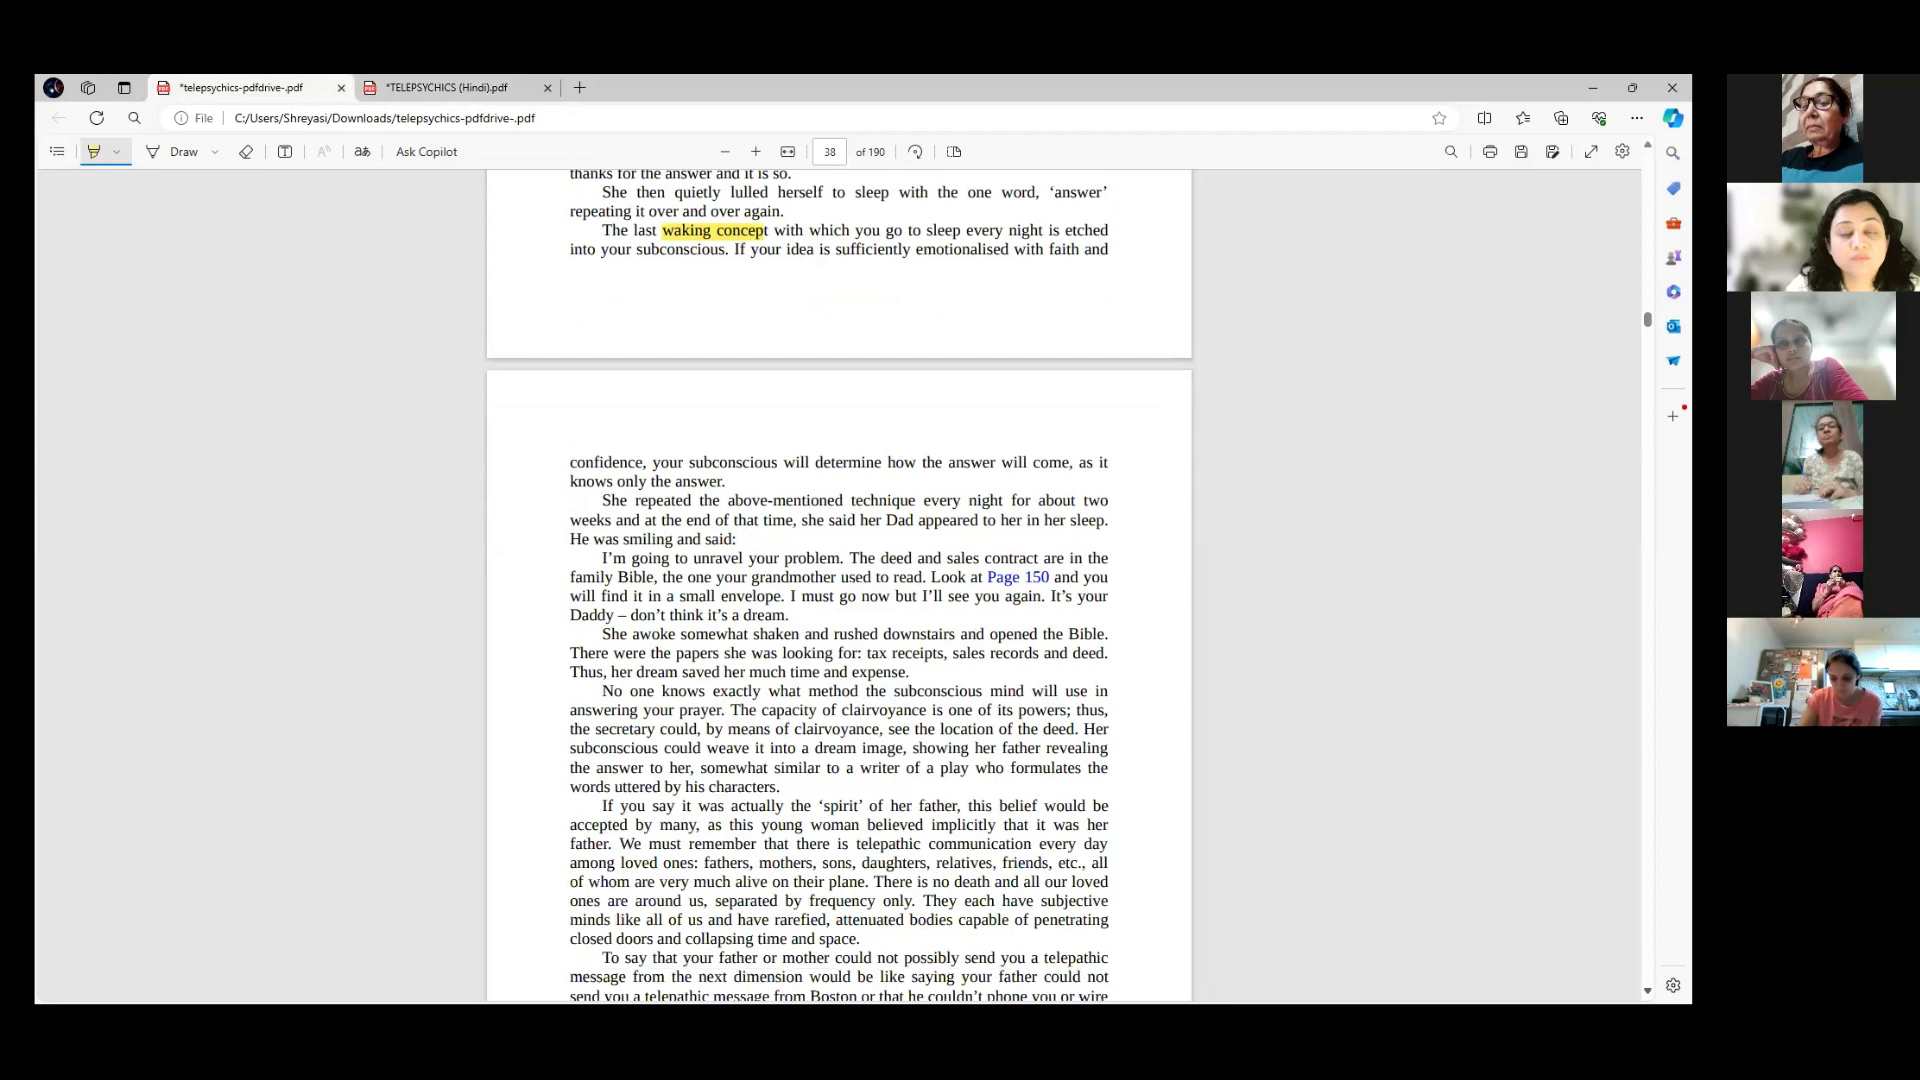 *telepsychics-pdfdrive-.pdf
*TELEPSYCHICS (Hindi).pdf
File
C:/Users/Shreyasi/Downloads/telepsychics-pdfdrive-.pdf
Draw
Ask Copilot
38
of 190
thanks for the answer and it is so.
She then quietly lulled herself to sleep with the one word, ‘answer’
repeating it over and over again.
The last waking concept with which you go to sleep every night is etched
into your subconscious. If your idea is sufficiently emotionalised with faith and
confidence, your subconscious will determine how the answer will come, as it
knows only the answer.
She repeated the above-mentioned technique every night for about two
weeks and at the end of that time, she said her Dad appeared to her in her sleep.
He was smiling and said:
I’m going to unravel your problem. The deed and sales contract are in the
family Bible, the one your grandmother used to read. Look at Page 150 and you
will find it in a small envelope. I must go now but I’ll see you again. It’s your
Daddy – don’t think it’s a dream.
She awoke somewhat shaken and rushed downstairs and opened the Bible.
There were the papers she was looking for: tax receipts, sales records and deed.
Thus, her dream saved her much time and expense.
No one knows exactly what method the subconscious mind will use in
answering your prayer. The capacity of clairvoyance is one of its powers; thus,
the secretary could, by means of clairvoyance, see the location of the deed. Her
subconscious could weave it into a dream image, showing her father revealing
the answer to her, somewhat similar to a writer of a play who formulates the
words uttered by his characters.
If you say it was actually the ‘spirit’ of her father, this belief would be
accepted by many, as this young woman believed implicitly that it was her
father. We must remember that there is telepathic communication every day
among loved ones: fathers, mothers, sons, daughters, relatives, friends, etc., all
of whom are very much alive on their plane. There is no death and all our loved
ones are around us, separated by frequency only. They each have subjective
minds like all of us and have rarefied, attenuated bodies capable of penetrating
closed doors and collapsing time and space.
To say that your father or mother could not possibly send you a telepathic
message from the next dimension would be like saying your father could not
send you a telepathic message from Boston or that he couldn’t phone you or wire